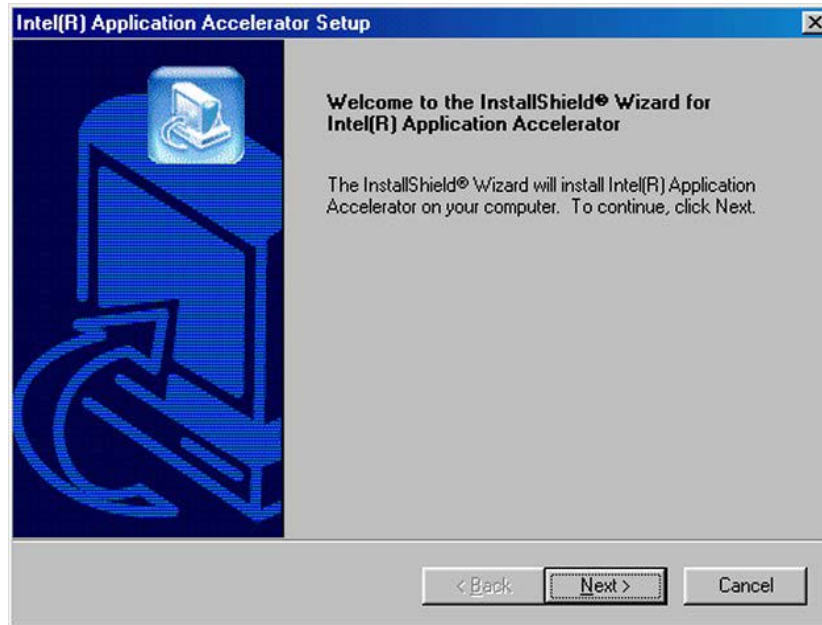 Intel(R) Application Accelerator Setup
Welcome to the InstallShield® Wizard for
Intel(R) Application Accelerator
The InstallShield® Wizard will install Intel(R) Application
Accelerator on your computer.  To continue, click Next.
< Back
Next >
Cancel